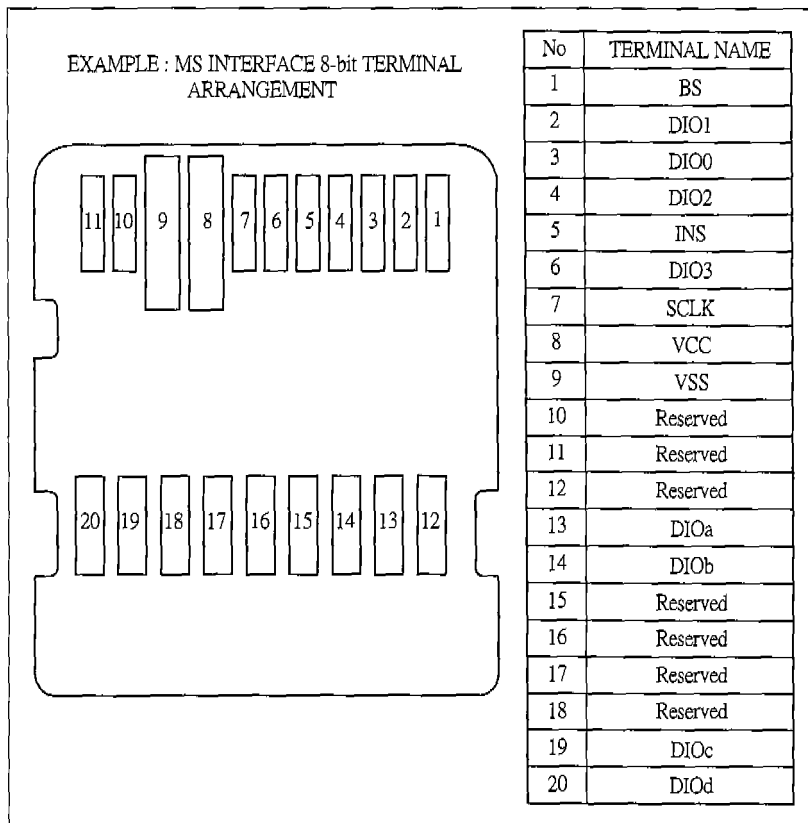 EXAMPLE : MS INTERFACE 8-bit TERMINAL
ARRANGEMENT
11 10 9 8 7 6 5 4 3 2 1
20 19 18 17 16 15 14 13 12
No TERMINAL NAME
1 BS
2 DIO1
3 DIO0
4 DIO2
5 INS
6 DIO3
7 SCLK
8 VCC
9 VSS
10 Reserved
11 Reserved
12 Reserved
13 DIOa
14 DIOb
15 Reserved
16 Reserved
17 Reserved
18 Reserved
19 DIOc
20 DIOd